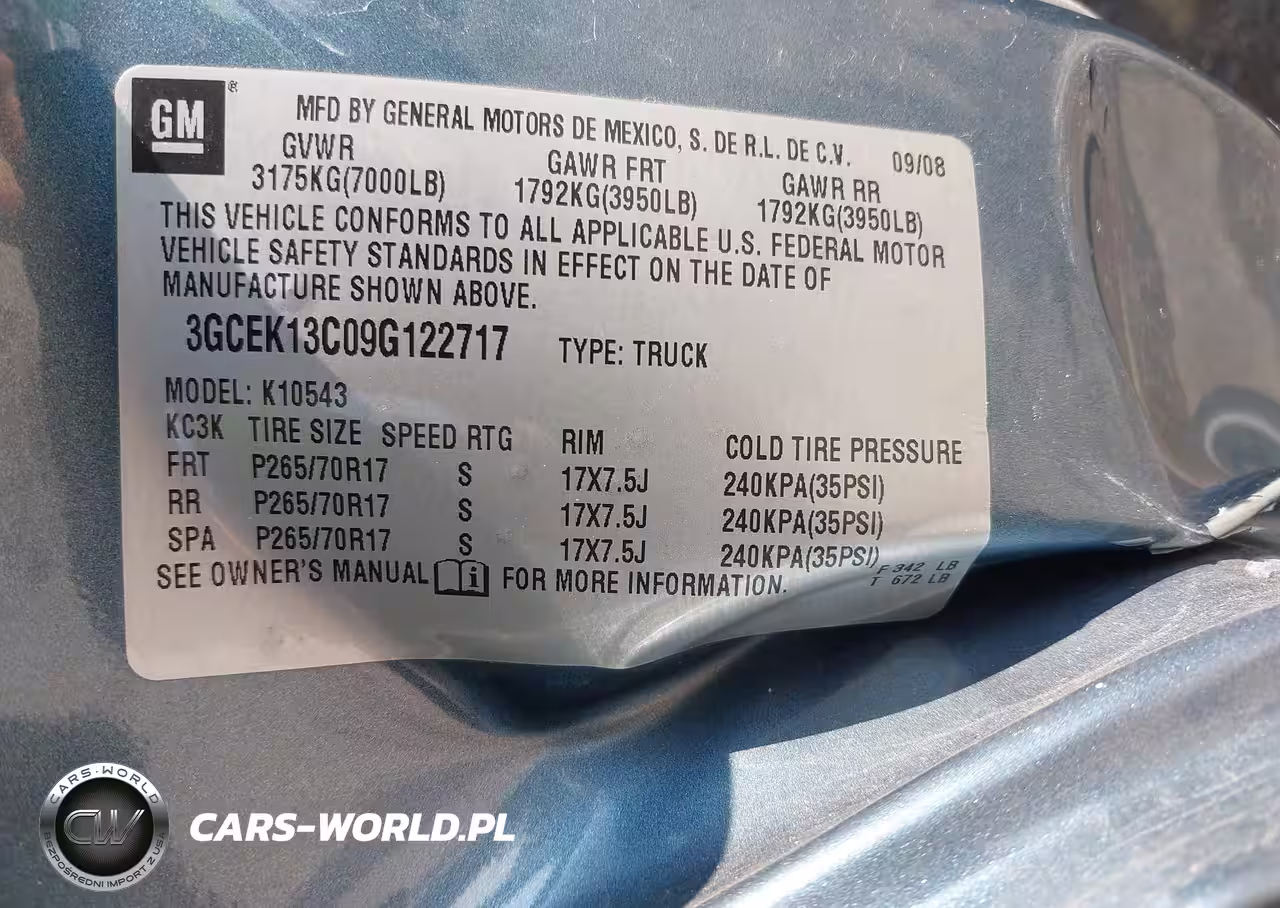 GM®
MFD BY GENERAL MOTORS DE MEXICO, S. DE R.L. DE C.V. 09/08
GVWR GAWR FRT GAWR RR
3175KG(7000LB) 1792KG(3950LB) 1792KG(3950LB)
THIS VEHICLE CONFORMS TO ALL APPLICABLE U.S. FEDERAL MOTOR
VEHICLE SAFETY STANDARDS IN EFFECT ON THE DATE OF
MANUFACTURE SHOWN ABOVE.
3GCEK13C09G122717 TYPE: TRUCK
MODEL: K10543
KC3K TIRE SIZE SPEED RTG RIM COLD TIRE PRESSURE
FRT P265/70R17 S 17X7.5J 240KPA(35PSI)
RR P265/70R17 S 17X7.5J 240KPA(35PSI)
SPA P265/70R17 S 17X7.5J 240KPA(35PSI)
SEE OWNER'S MANUAL i FOR MORE INFORMATION.
F 342 LB
T 672 LB
CARS-WORLD
CW
BEZPOŚREDNI IMPORT Z USA
CARS-WORLD.PL